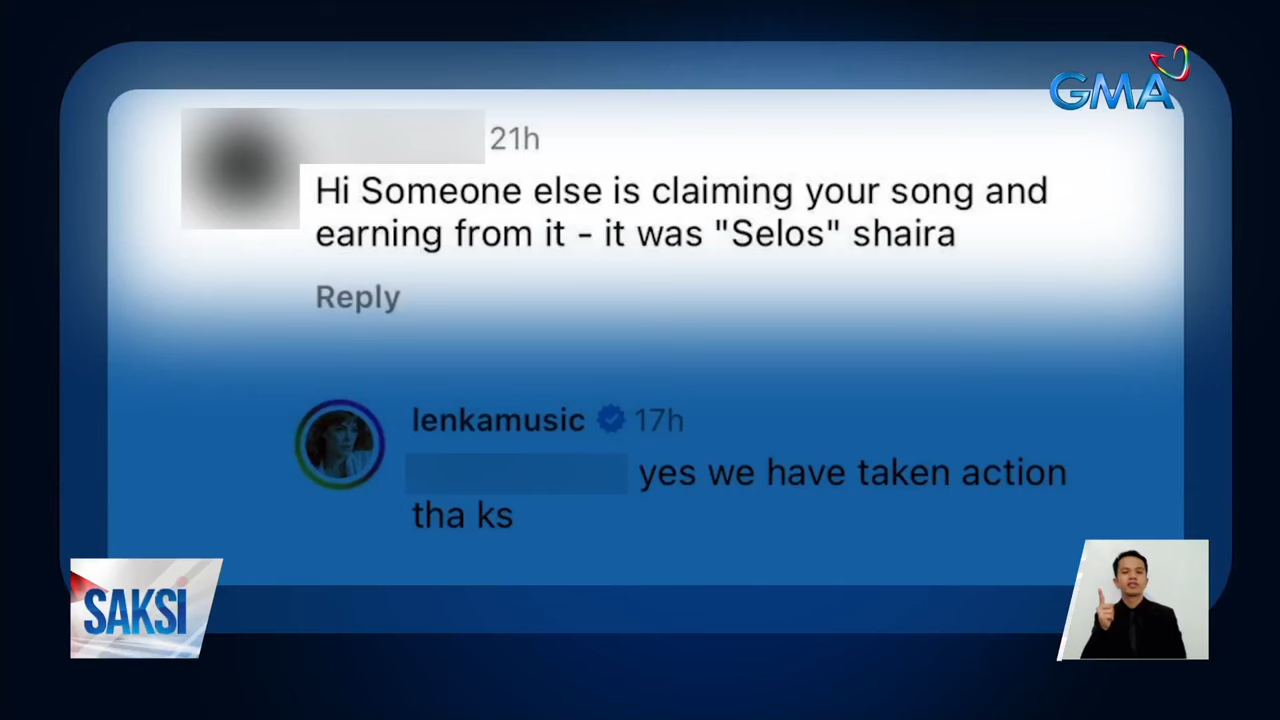 GMA
21h
Hi Someone else is claiming your song and
earning from it - it was "Selos" shaira
Reply
lenkamusic 17h
yes we have taken action
tha ks
SAKSI